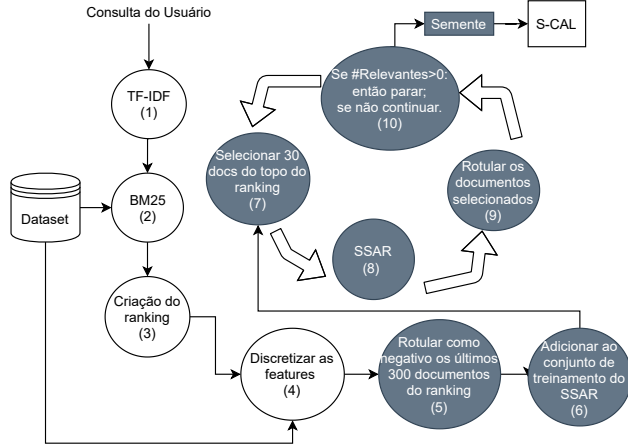 Consulta do Usuário
TF-IDF
(1)
Dataset
BM25
(2)
Criação do
ranking
(3)
Discretizar as
features
(4)
Rotular como
negativo os últimos
300 documentos
do ranking
(5)
Adicionar ao
conjunto de
treinamento do
SSAR
(6)
Selecionar 30
docs do topo do
ranking
(7)
SSAR
(8)
Rotular os
documentos
selecionados
(9)
Se #Relevantes>0:
então parar;
se não continuar.
(10)
Semente
S-CAL